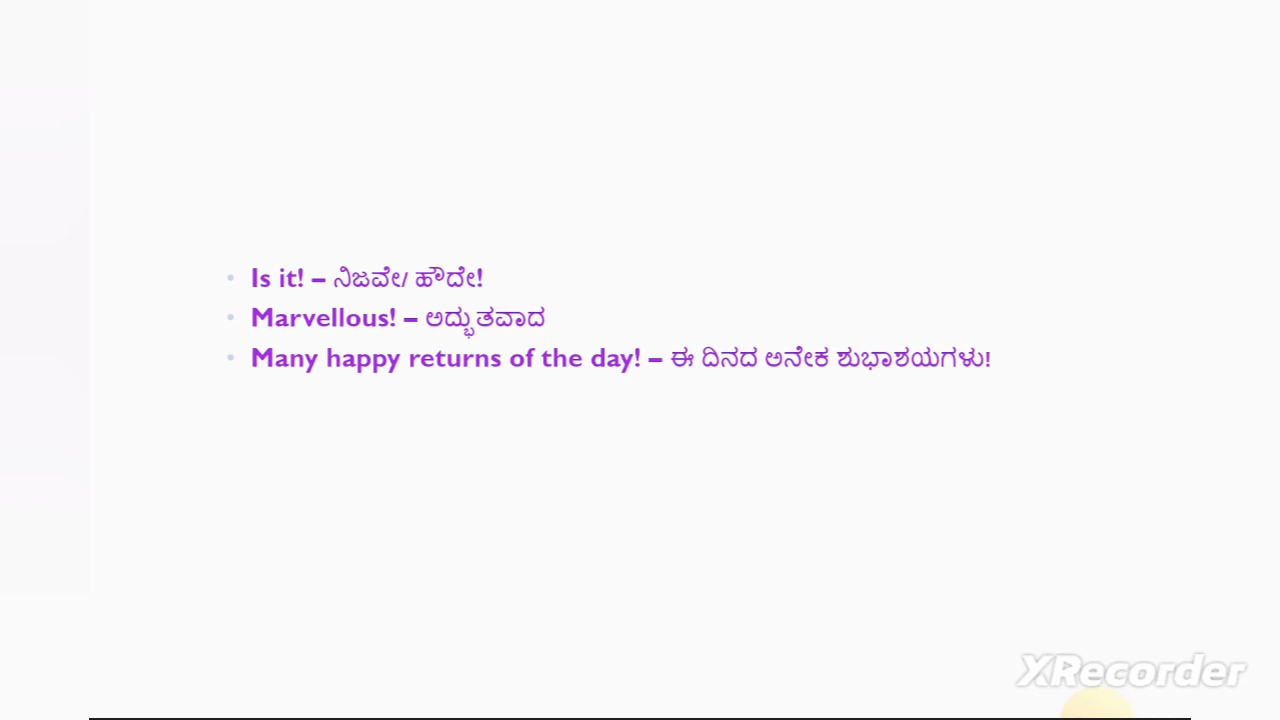 • Is it! – ನಿಜವೇ/ ಹೌದೇ!
• Marvellous! – ಅದ್ಭುತವಾದ
• Many happy returns of the day! – ಈ ದಿನದ ಅನೇಕ ಶುಭಾಶಯಗಳು!
XRecorder